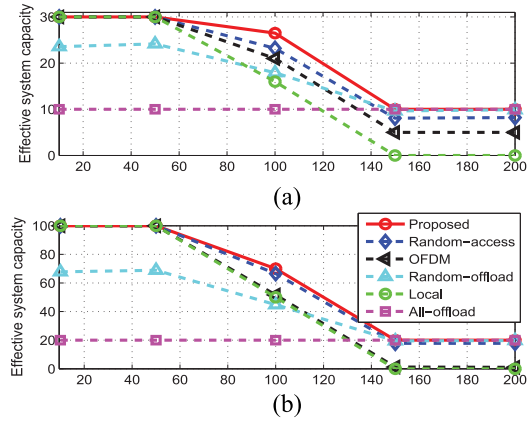 Effective system capacity
30
20
10
0
20 40 60 80 100 120 140 160 180 200
(a)
Effective system capacity
100
80
60
40
20
0
Proposed
Random-access
OFDM
Random-offload
Local
All-offload
20 40 60 80 100 120 140 160 180 200
(b)